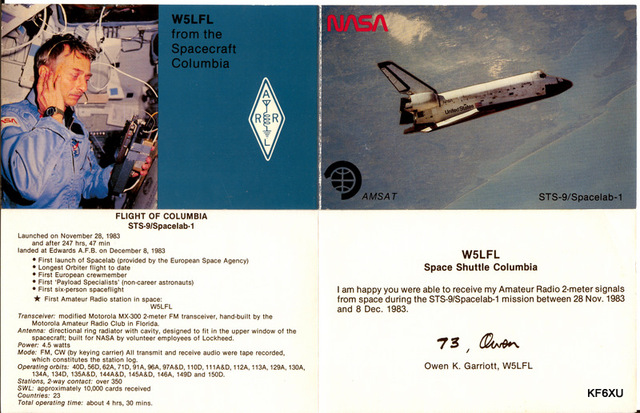 W5LFL
from the
Spacecraft
Columbia
ARRL
NASA
NASA
United States
AMSAT
STS-9/Spacelab-1
FLIGHT OF COLUMBIA
STS-9/Spacelab-1
Launched on November 28, 1983
and after 247 hrs, 47 min
landed at Edwards A.F.B. on December 8, 1983
◆ First launch of Spacelab (provided by the European Space Agency)
◆ Longest Orbiter flight to date
◆ First European crewmember
◆ First 'Payload Specialists' (non-career astronauts)
◆ First six-person spaceflight
★ First Amateur Radio station in space:
W5LFL
Transceiver: modified Motorola MX-300 2-meter FM transceiver, hand-built by the
Motorola Amateur Radio Club in Florida.
Antenna: directional ring radiator with cavity, designed to fit in the upper window of the
spacecraft; built for NASA by volunteer employees of Lockheed.
Power: 4.5 watts
Mode: FM, CW (by keying carrier) All transmit and receive audio were tape recorded,
which constitutes the station log.
Operating orbits: 40D, 56D, 62A, 71D, 91A, 96A, 97A&D, 110D, 111A&D, 112A, 113A, 129A, 130A,
134A, 134D, 135A&D, 144A&D, 145A&D, 146A, 149D and 150D.
Stations, 2-way contact: over 350
SWL: approximately 10,000 cards received
Countries: 23
Total operating time: about 4 hrs, 30 mins.
W5LFL
Space Shuttle Columbia
I am happy you were able to receive my Amateur Radio 2-meter signals
from space during the STS-9/Spacelab-1 mission between 28 Nov. 1983
and 8 Dec. 1983.
73, Owen
Owen K. Garriott, W5LFL
KF6XU